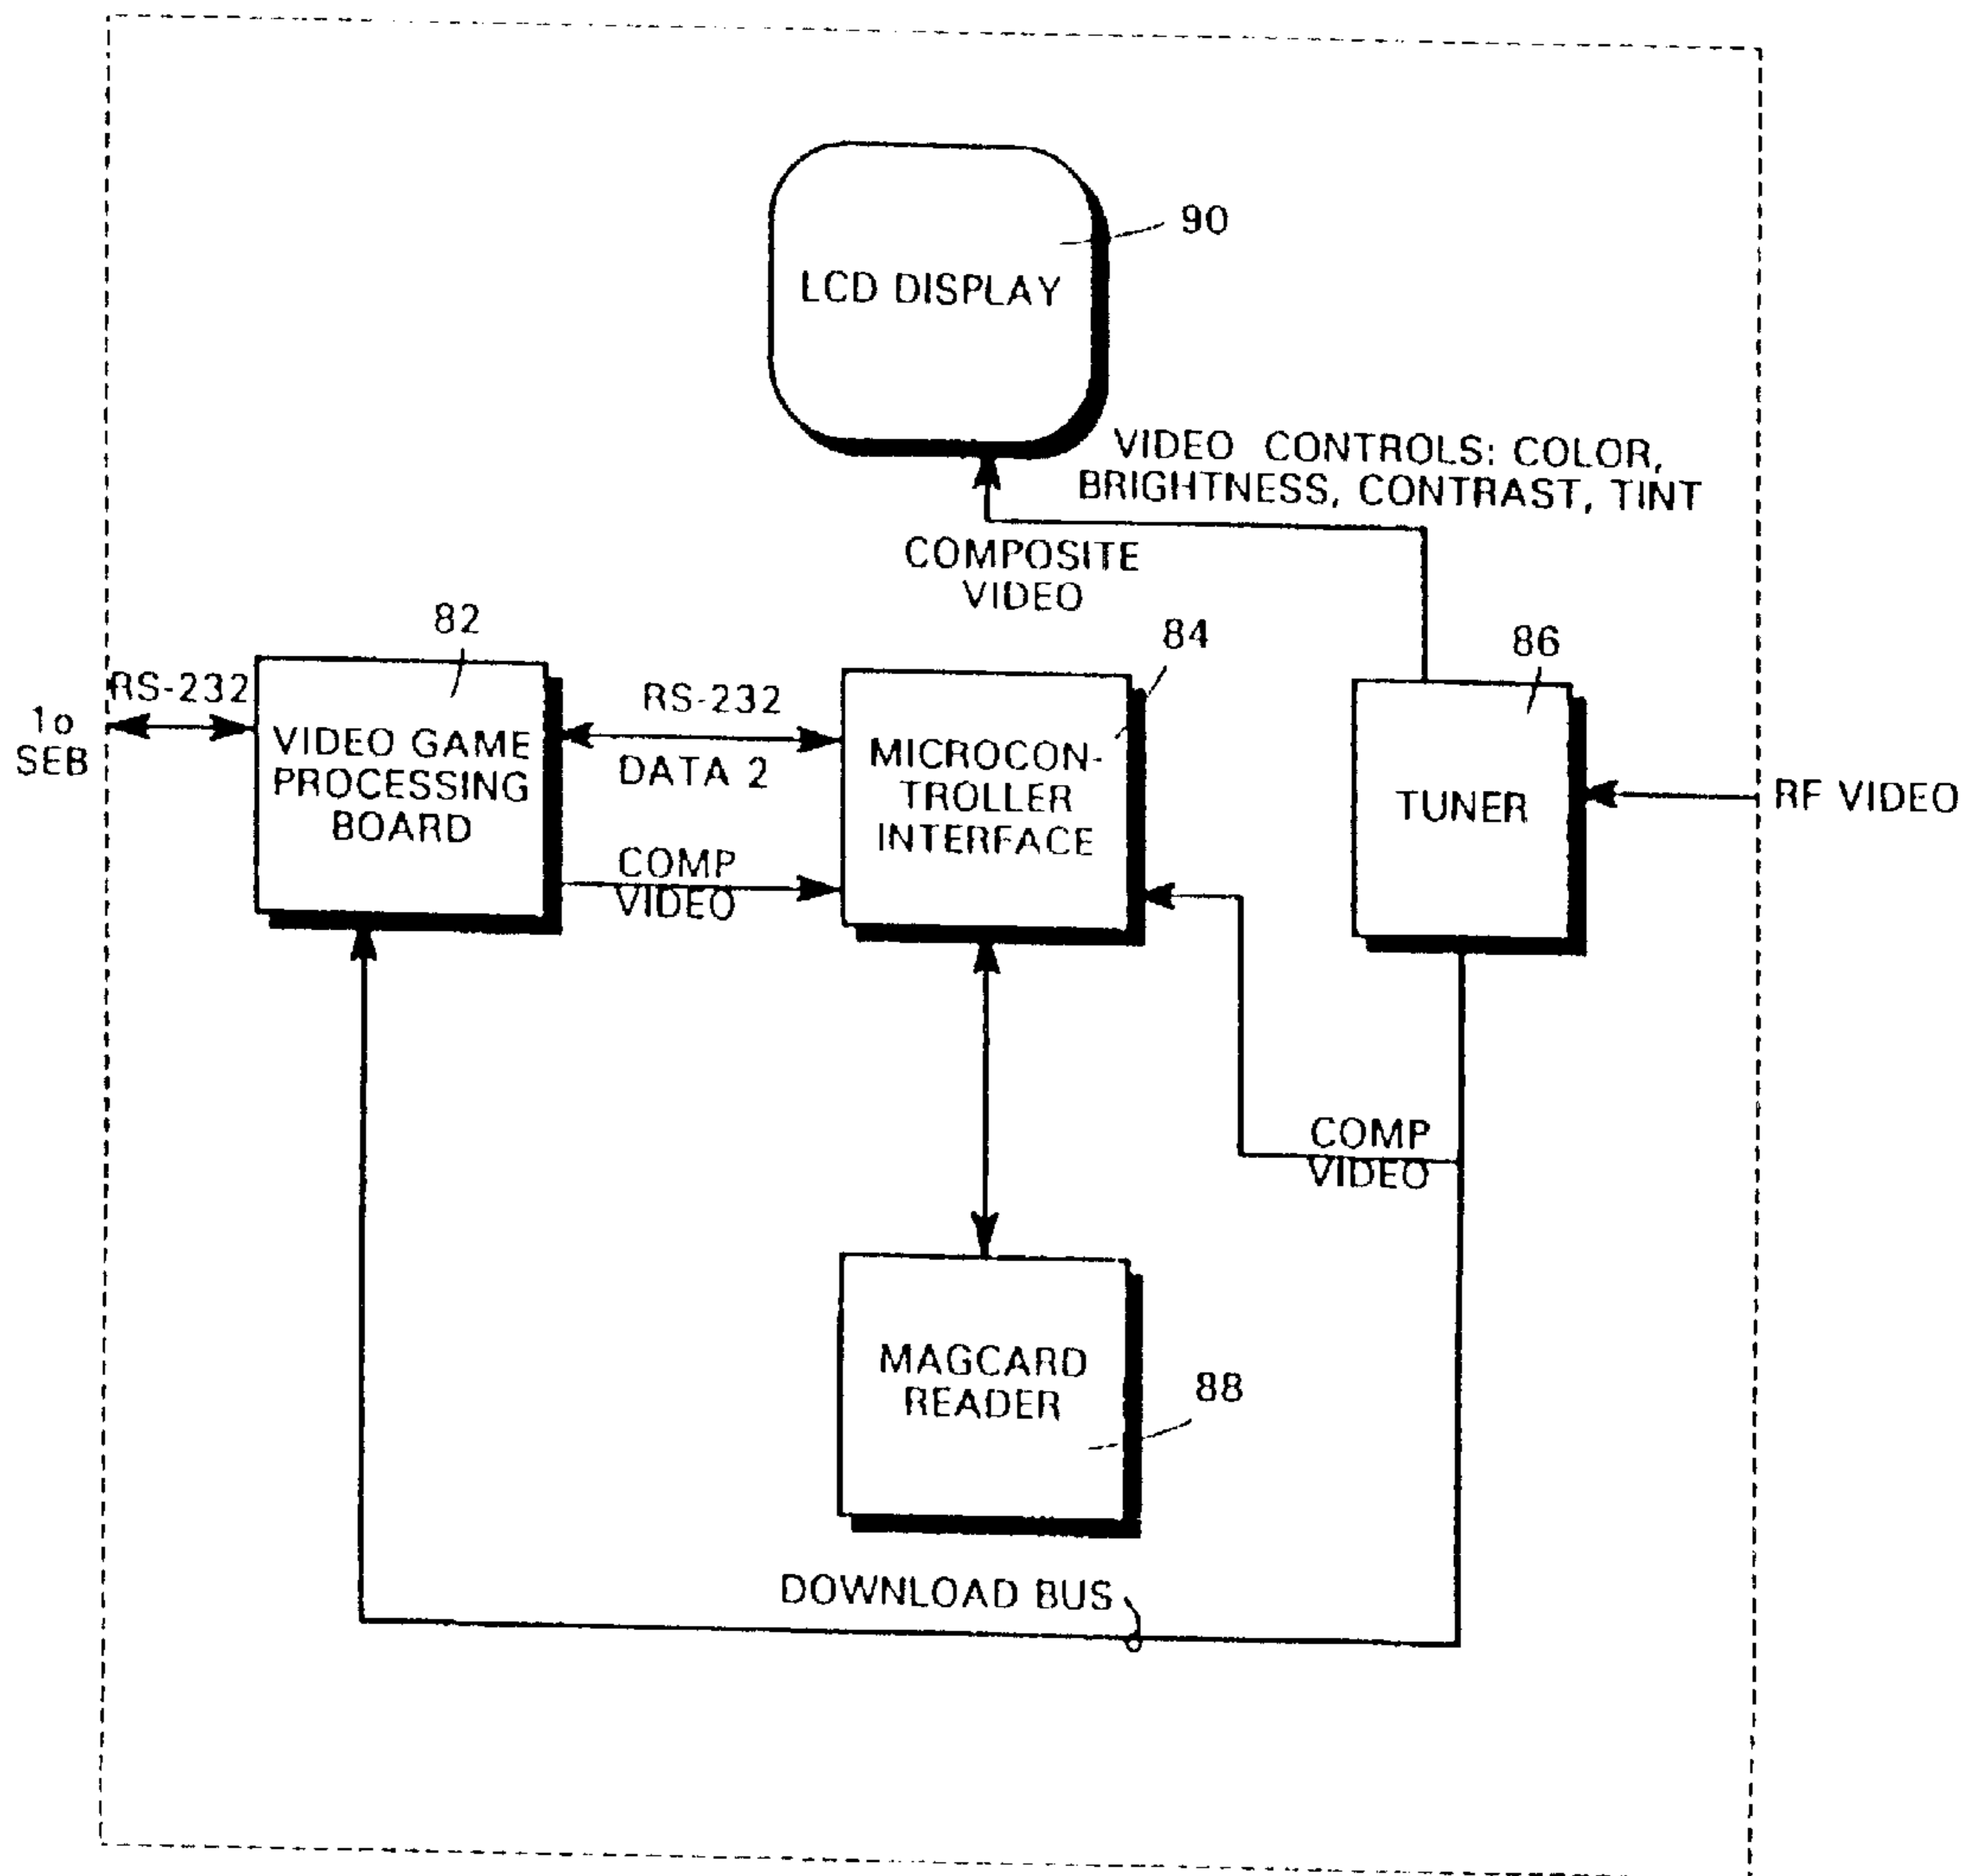 90
LCD DISPLAY
VIDEO CONTROLS: COLOR,
BRIGHTNESS, CONTRAST, TINT
COMPOSITE
VIDEO
82
84
86
RS-232
To
SEB
VIDEO GAME
PROCESSING
BOARD
RS-232
DATA 2
MICROCON-
TROLLER
INTERFACE
TUNER
RF VIDEO
COMP
VIDEO
COMP
VIDEO
MAGCARD
READER
88
DOWNLOAD BUS